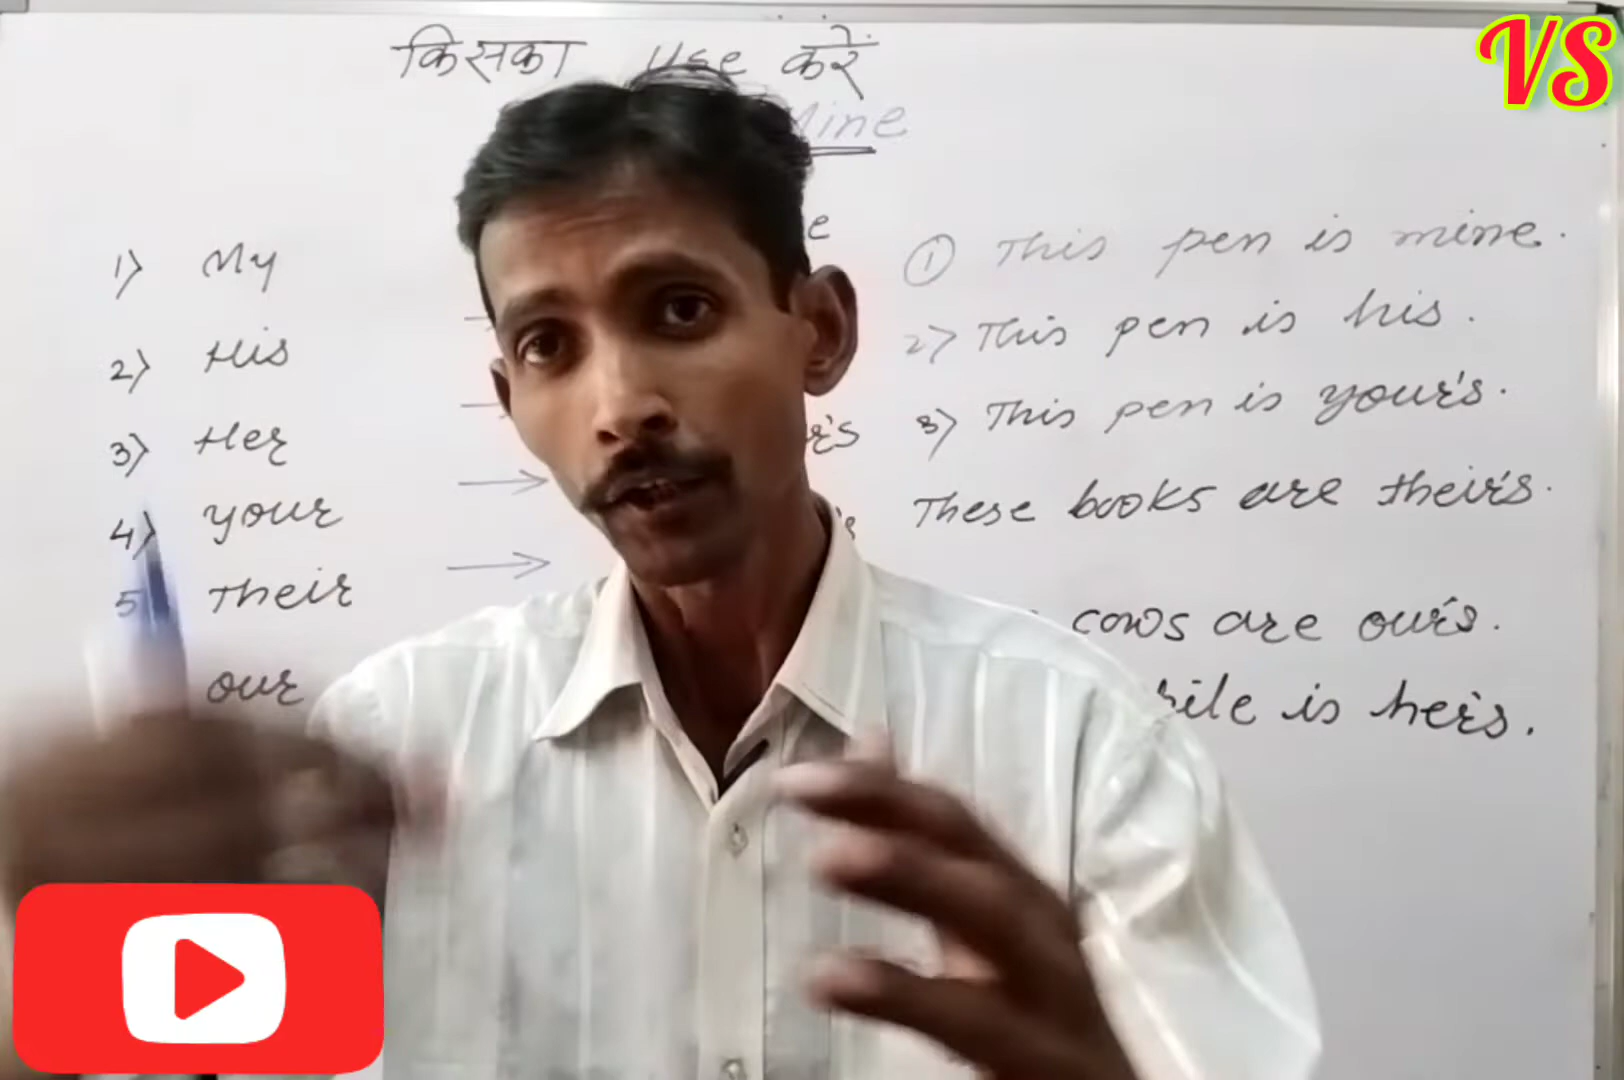 VS
किसका use करें
Mine
1) My
2) His
3) Her
4) your
5 Their
our
① This pen is mine.
2) This pen is his.
3) This pen is your's.
These books are their's.
cows are our's.
is her's.